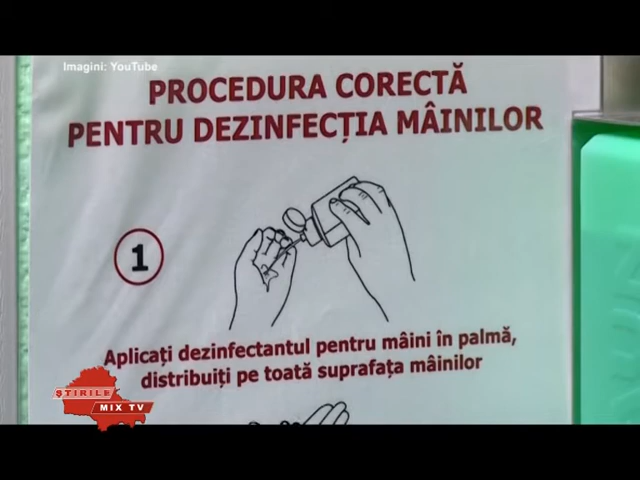 Imagini: YouTube
PROCEDURA CORECTĂ
PENTRU DEZINFECȚIA MÂINILOR
1
Aplicați dezinfectantul pentru mâini în palmă,
distribuiți pe toată suprafața mâinilor
ȘTIRILE
MIX TV